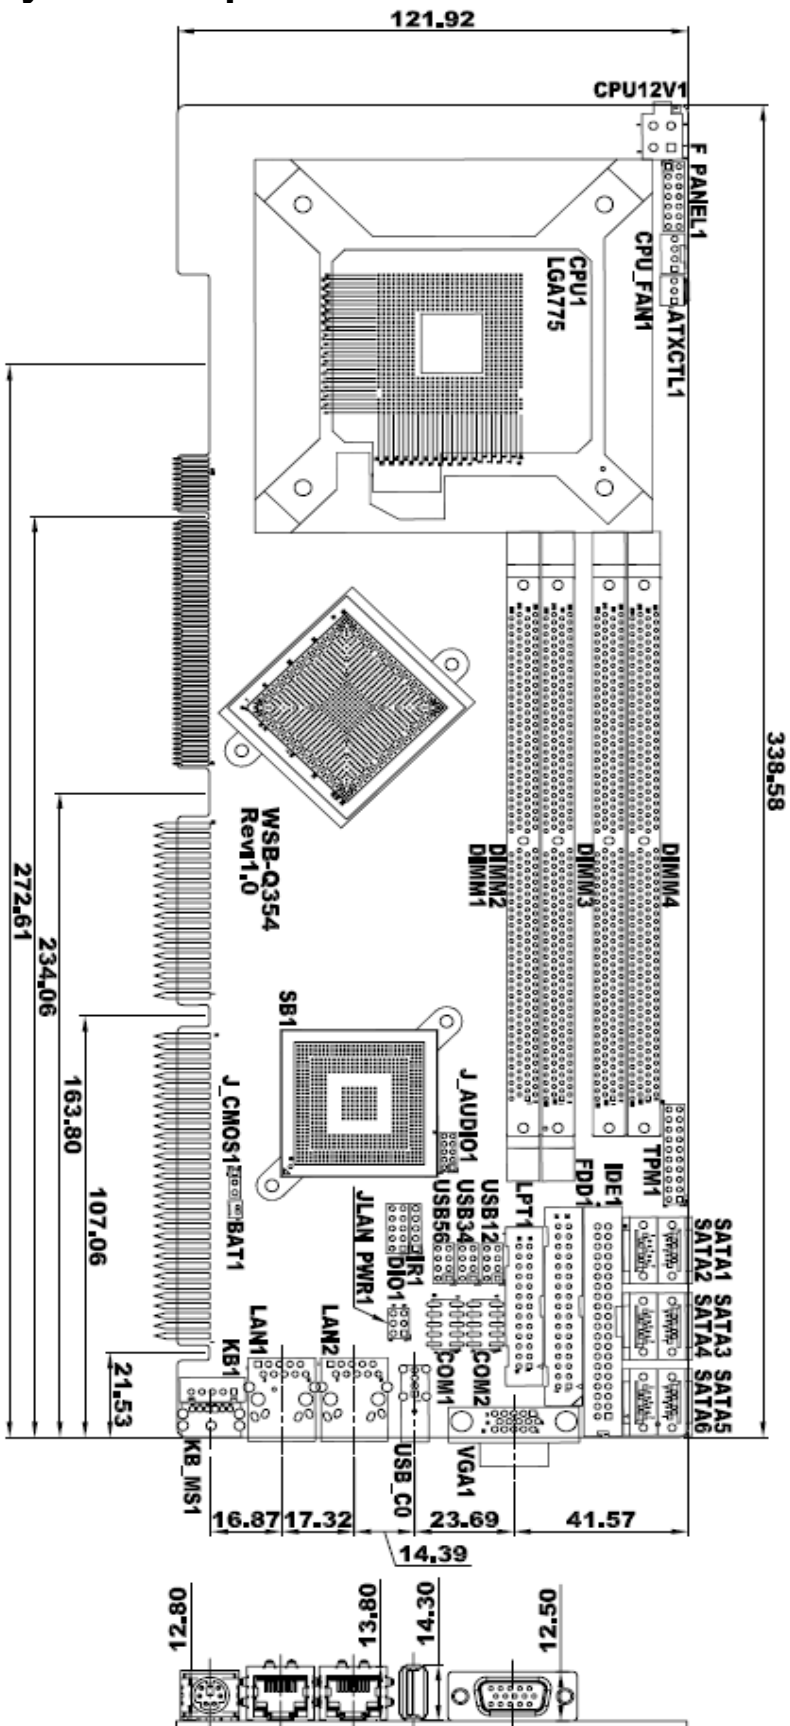 121.92
CPU12V1
F_PANEL1
CPU_FAN1
ATXCTL1
CPU1
LGA775
338.58
WSB-Q354
Rev:1.0
DIMM1
DIMM2
DIMM3
DIMM4
272.61
234.06
163.80
107.06
21.53
SB1
J_CMOS1
BAT1
J_AUDIO1
TPM1
IDE1
FDD1
LPT1
USB12
USB34
USB56
IR1
DIO1
JLAN_PWR1
SATA1
SATA2
SATA3
SATA4
SATA5
SATA6
COM1
COM2
LAN1
LAN2
KB1
KB_MS1
USB_C0
VGA1
16.87
17.32
23.69
41.57
14.39
12.80
13.80
14.30
12.50